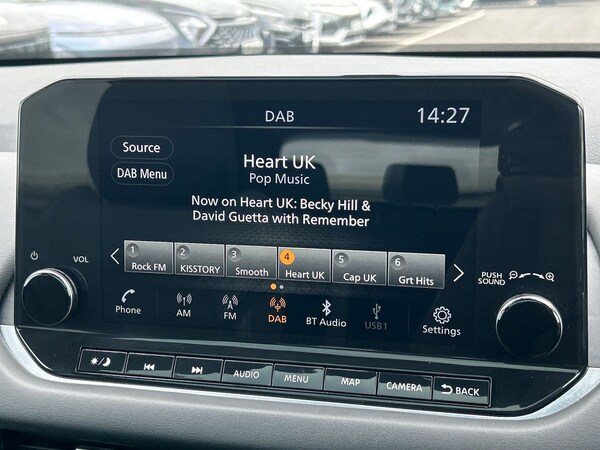 DAB
14:27
Source
DAB Menu
Heart UK
Pop Music
Now on Heart UK: Becky Hill &
David Guetta with Remember
1 Rock FM
2 KISSTORY
3 Smooth
4 Heart UK
5 Cap UK
6 Grt Hits
VOL
PUSH
SOUND
Phone
AM
FM
DAB
BT Audio
USB1
Settings
AUDIO
MENU
MAP
CAMERA
BACK